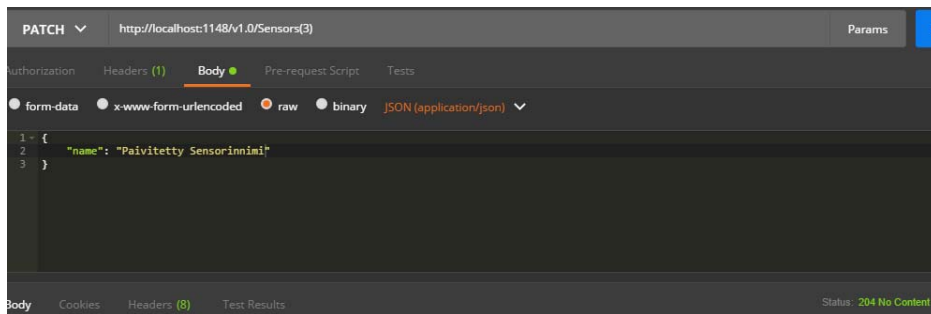 PATCH http://localhost:1148/v1.0/Sensors(3) Params
Authorization Headers (1) Body Pre-request Script Tests
form-data x-www-form-urlencoded raw binary JSON (application/json)
1 {
2 "name": "Paivitetty Sensorinnimi"
3 }
Body Cookies Headers (8) Test Results Status: 204 No Content